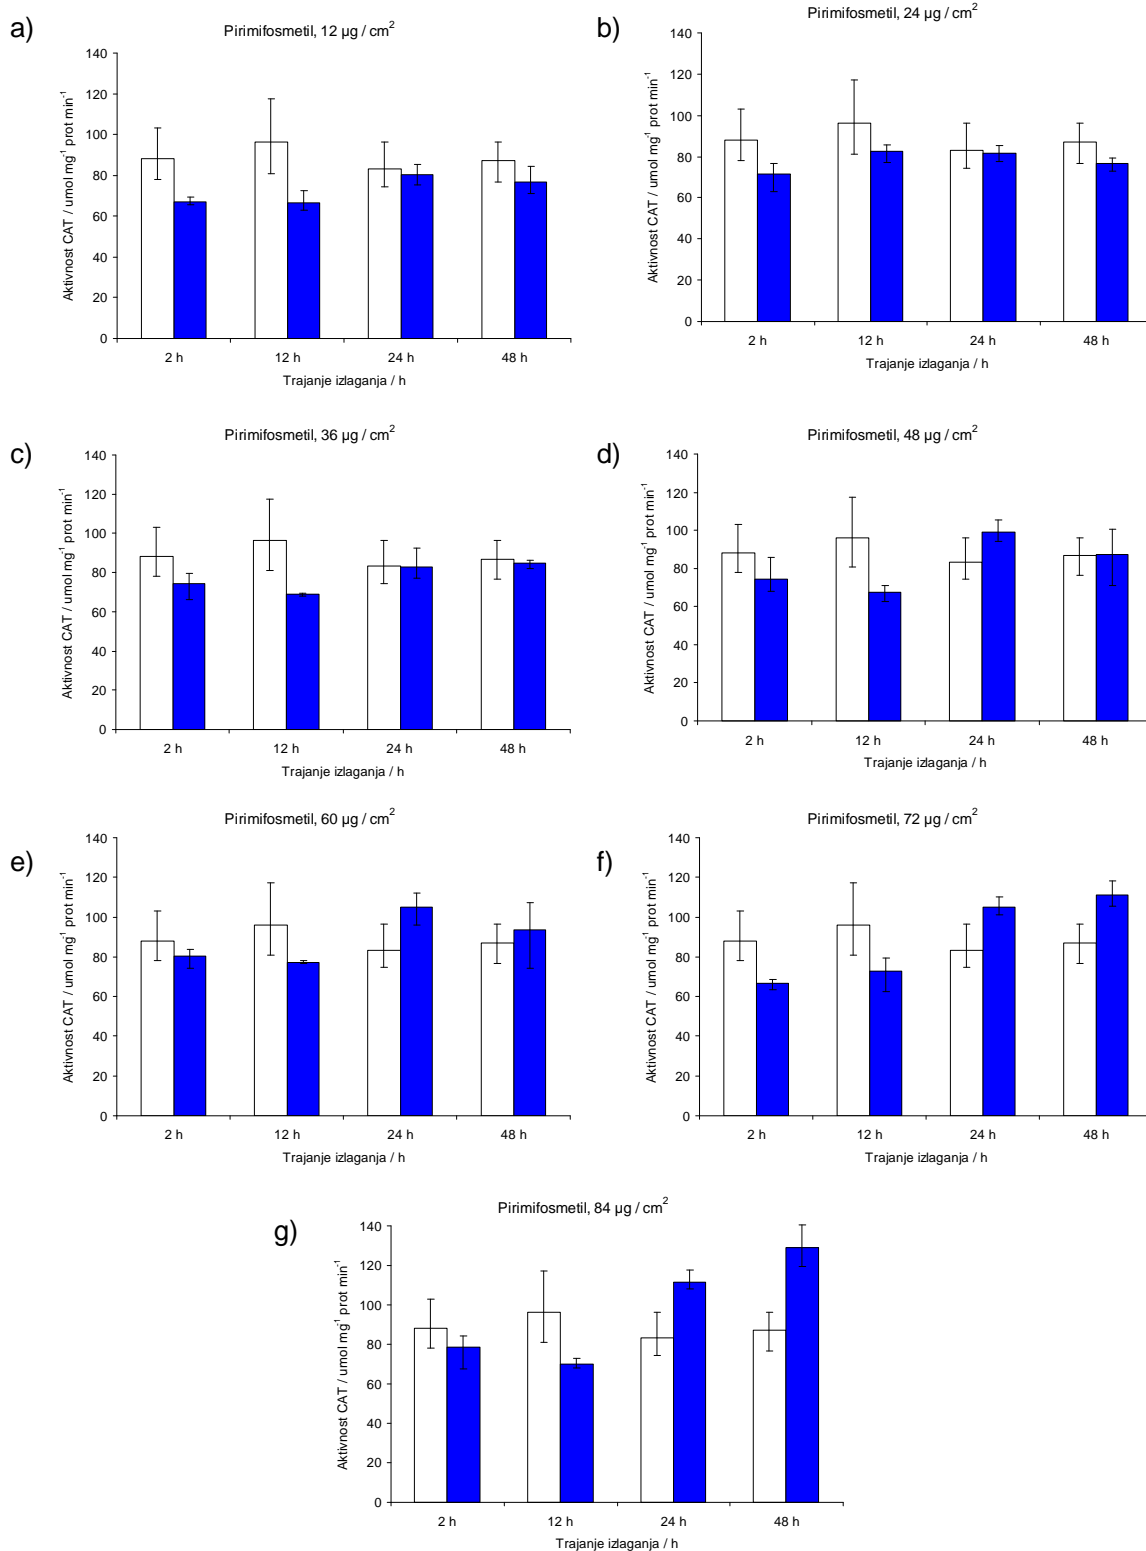 a)
Pirimifosmetil, 12 µg / cm²
Aktivnost CAT / umol mg⁻¹ prot min⁻¹
140
120
100
80
60
40
20
0
2 h 12 h 24 h 48 h
Trajanje izlaganja / h
b)
Pirimifosmetil, 24 µg / cm²
Aktivnost CAT / umol mg⁻¹ prot min⁻¹
140
120
100
80
60
40
20
0
2 h 12 h 24 h 48 h
Trajanje izlaganja / h
c)
Pirimifosmetil, 36 µg / cm²
Aktivnost CAT / umol mg⁻¹ prot min⁻¹
140
120
100
80
60
40
20
0
2 h 12 h 24 h 48 h
Trajanje izlaganja / h
d)
Pirimifosmetil, 48 µg / cm²
Aktivnost CAT / umol mg⁻¹ prot min⁻¹
140
120
100
80
60
40
20
0
2 h 12 h 24 h 48 h
Trajanje izlaganja / h
e)
Pirimifosmetil, 60 µg / cm²
Aktivnost CAT / umol mg⁻¹ prot min⁻¹
140
120
100
80
60
40
20
0
2 h 12 h 24 h 48 h
Trajanje izlaganja / h
f)
Pirimifosmetil, 72 µg / cm²
Aktivnost CAT / umol mg⁻¹ prot min⁻¹
140
120
100
80
60
40
20
0
2 h 12 h 24 h 48 h
Trajanje izlaganja / h
g)
Pirimifosmetil, 84 µg / cm²
Aktivnost CAT / umol mg⁻¹ prot min⁻¹
140
120
100
80
60
40
20
0
2 h 12 h 24 h 48 h
Trajanje izlaganja / h